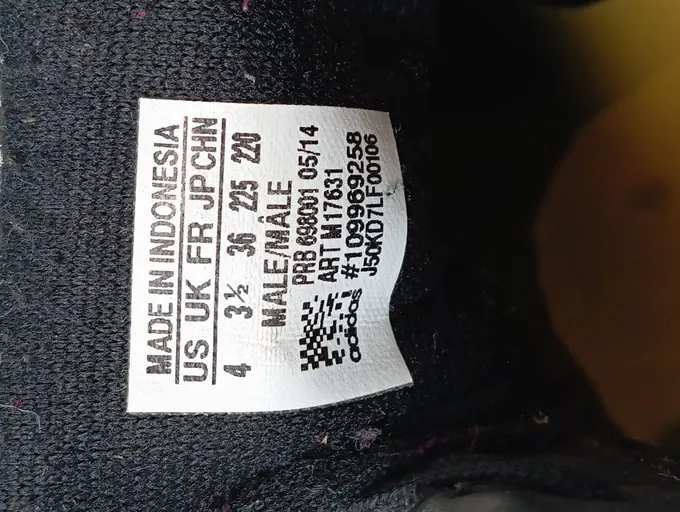 MADE IN INDONESIA
US UK FR JP CHN
4 3½ 36 225 220
MALE/MÂLE
PRB 698001 05/14
ART M17631
#109969258
adidas J50KD7LF00106